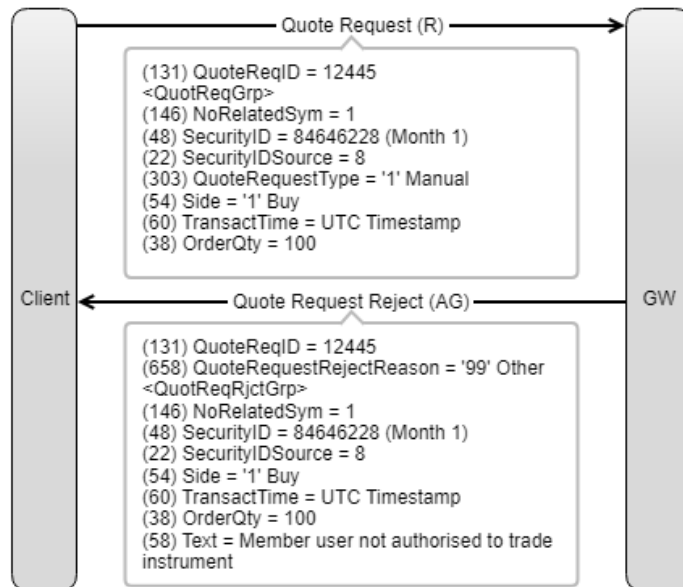 Quote Request (R)
(131) QuoteReqID = 12445
<QuotReqGrp>
(146) NoRelatedSym = 1
(48) SecurityID = 84646228 (Month 1)
(22) SecurityIDSource = 8
(303) QuoteRequestType = '1' Manual
(54) Side = '1' Buy
(60) TransactTime = UTC Timestamp
(38) OrderQty = 100
Client
Quote Request Reject (AG)
GW
(131) QuoteReqID = 12445
(658) QuoteRequestRejectReason = '99' Other
<QuotReqRjctGrp>
(146) NoRelatedSym = 1
(48) SecurityID = 84646228 (Month 1)
(22) SecurityIDSource = 8
(54) Side = '1' Buy
(60) TransactTime = UTC Timestamp
(38) OrderQty = 100
(58) Text = Member user not authorised to trade
instrument